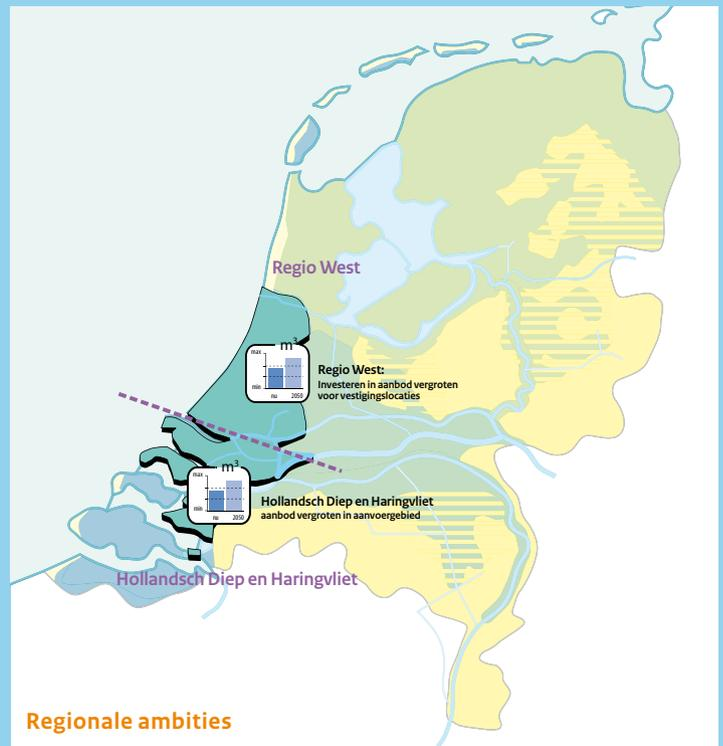 Regio West
m³
max
min
nu 2050
Regio West:
Investeren in aanbod vergroten
voor vestigingslocaties
m³
max
min
nu 2050
Hollandsch Diep en Haringvliet
aanbod vergroten in aanvoergebied
Hollandsch Diep en Haringvliet
Regionale ambities